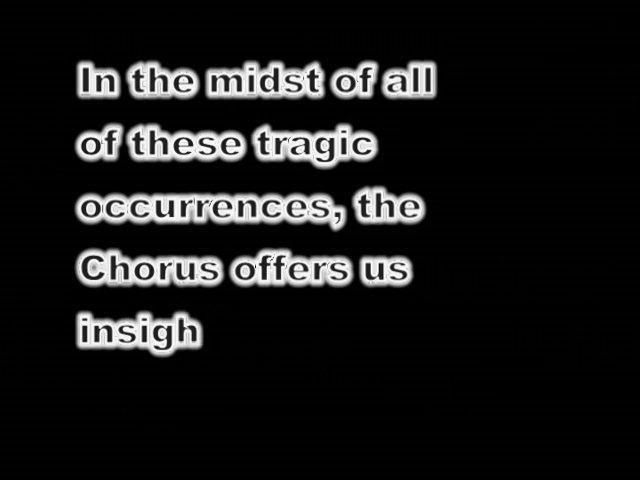 In the midst of all
of these tragic
occurrences, the
Chorus offers us
insigh